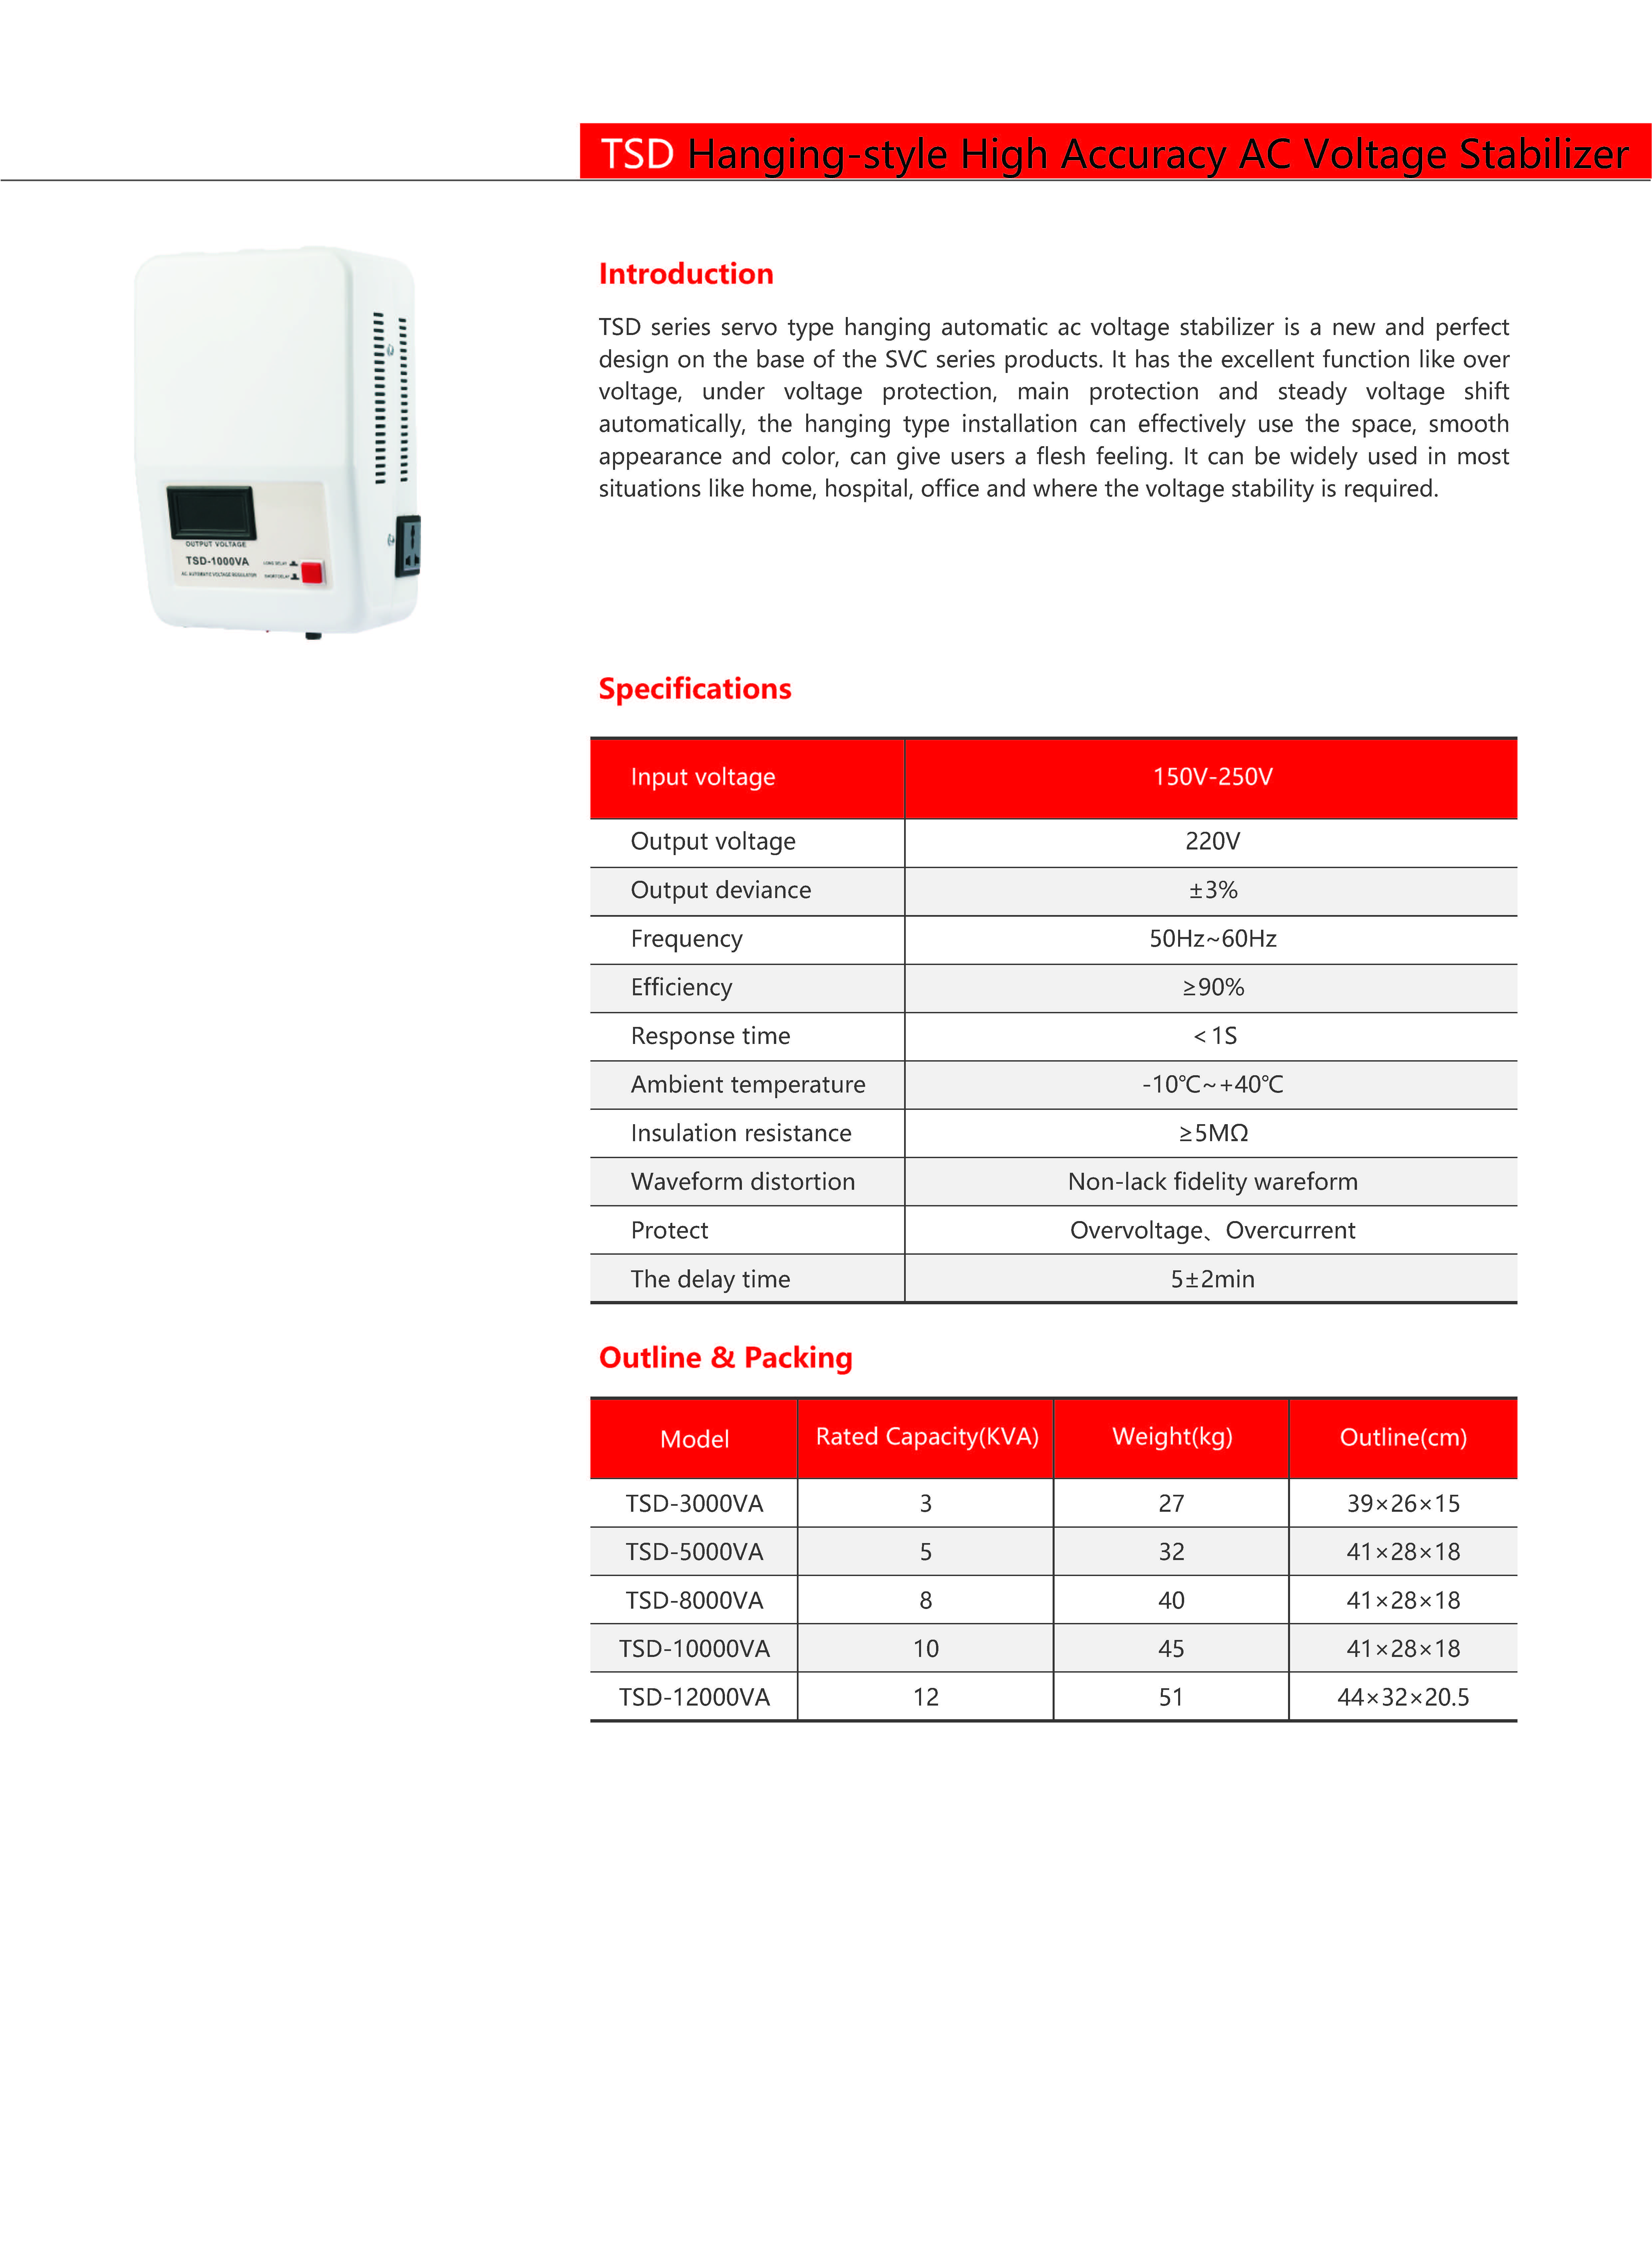 TSD Hanging-style High Accuracy AC Voltage Stabilizer
Introduction
TSD series servo type hanging automatic ac voltage stabilizer is a new and perfect
design on the base of the SVC series products. It has the excellent function like over
voltage, under voltage protection, main protection and steady voltage shift
automatically, the hanging type installation can effectively use the space, smooth
appearance and color, can give users a flesh feeling. It can be widely used in most
situations like home, hospital, office and where the voltage stability is required.
OUTPUT VOLTAGE
TSD-1000VA
LONG DELAY
AC AUTOMATIC VOLTAGE REGULATOR
SHORT DELAY
Specifications
Input voltage 150V-250V
Output voltage 220V
Output deviance ±3%
Frequency 50Hz~60Hz
Efficiency ≥90%
Response time <1S
Ambient temperature -10℃~+40℃
Insulation resistance ≥5MΩ
Waveform distortion Non-lack fidelity wareform
Protect Overvoltage、Overcurrent
The delay time 5±2min
Outline & Packing
Model Rated Capacity(KVA) Weight(kg) Outline(cm)
TSD-3000VA 3 27 39×26×15
TSD-5000VA 5 32 41×28×18
TSD-8000VA 8 40 41×28×18
TSD-10000VA 10 45 41×28×18
TSD-12000VA 12 51 44×32×20.5